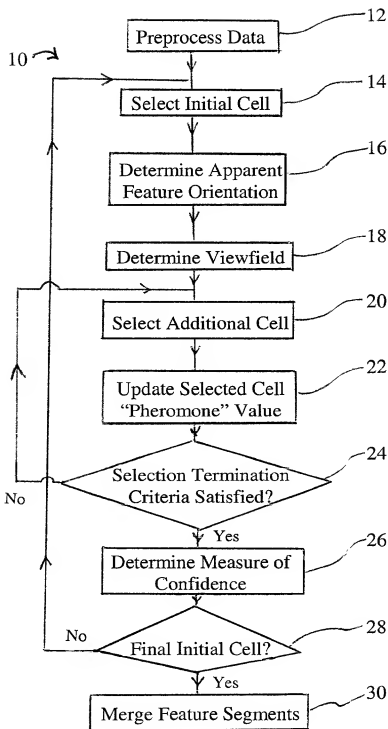 12
Preprocess Data
10
14
Select Initial Cell
16
Determine Apparent
Feature Orientation
18
Determine Viewfield
20
Select Additional Cell
22
Update Selected Cell
"Pheromone" Value
24
Selection Termination
Criteria Satisfied?
No
Yes
26
Determine Measure of
Confidence
28
No
Final Initial Cell?
Yes
30
Merge Feature Segments